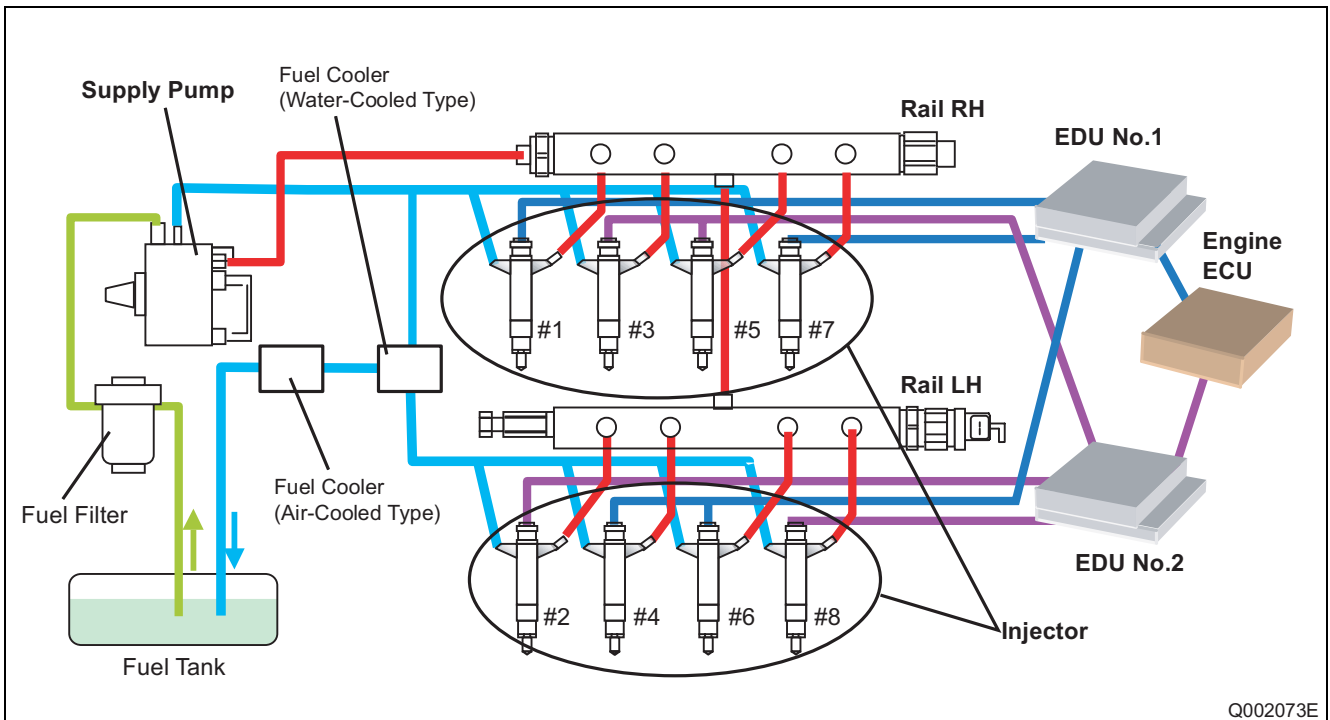 Supply Pump
Fuel Cooler
(Water-Cooled Type)
Rail RH
EDU No.1
Engine
ECU
#1
#3
#5
#7
Rail LH
Fuel Filter
Fuel Cooler
(Air-Cooled Type)
EDU No.2
#2
#4
#6
#8
Injector
Fuel Tank
Q002073E